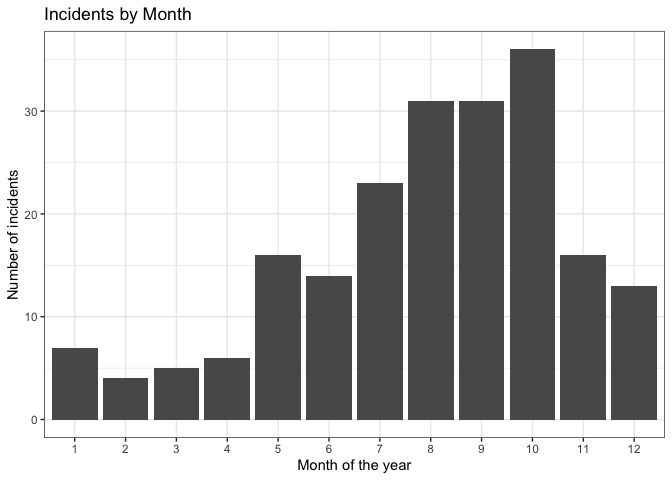 Incidents by Month
Number of incidents
30
20
10
0
1 2 3 4 5 6 7 8 9 10 11 12
Month of the year